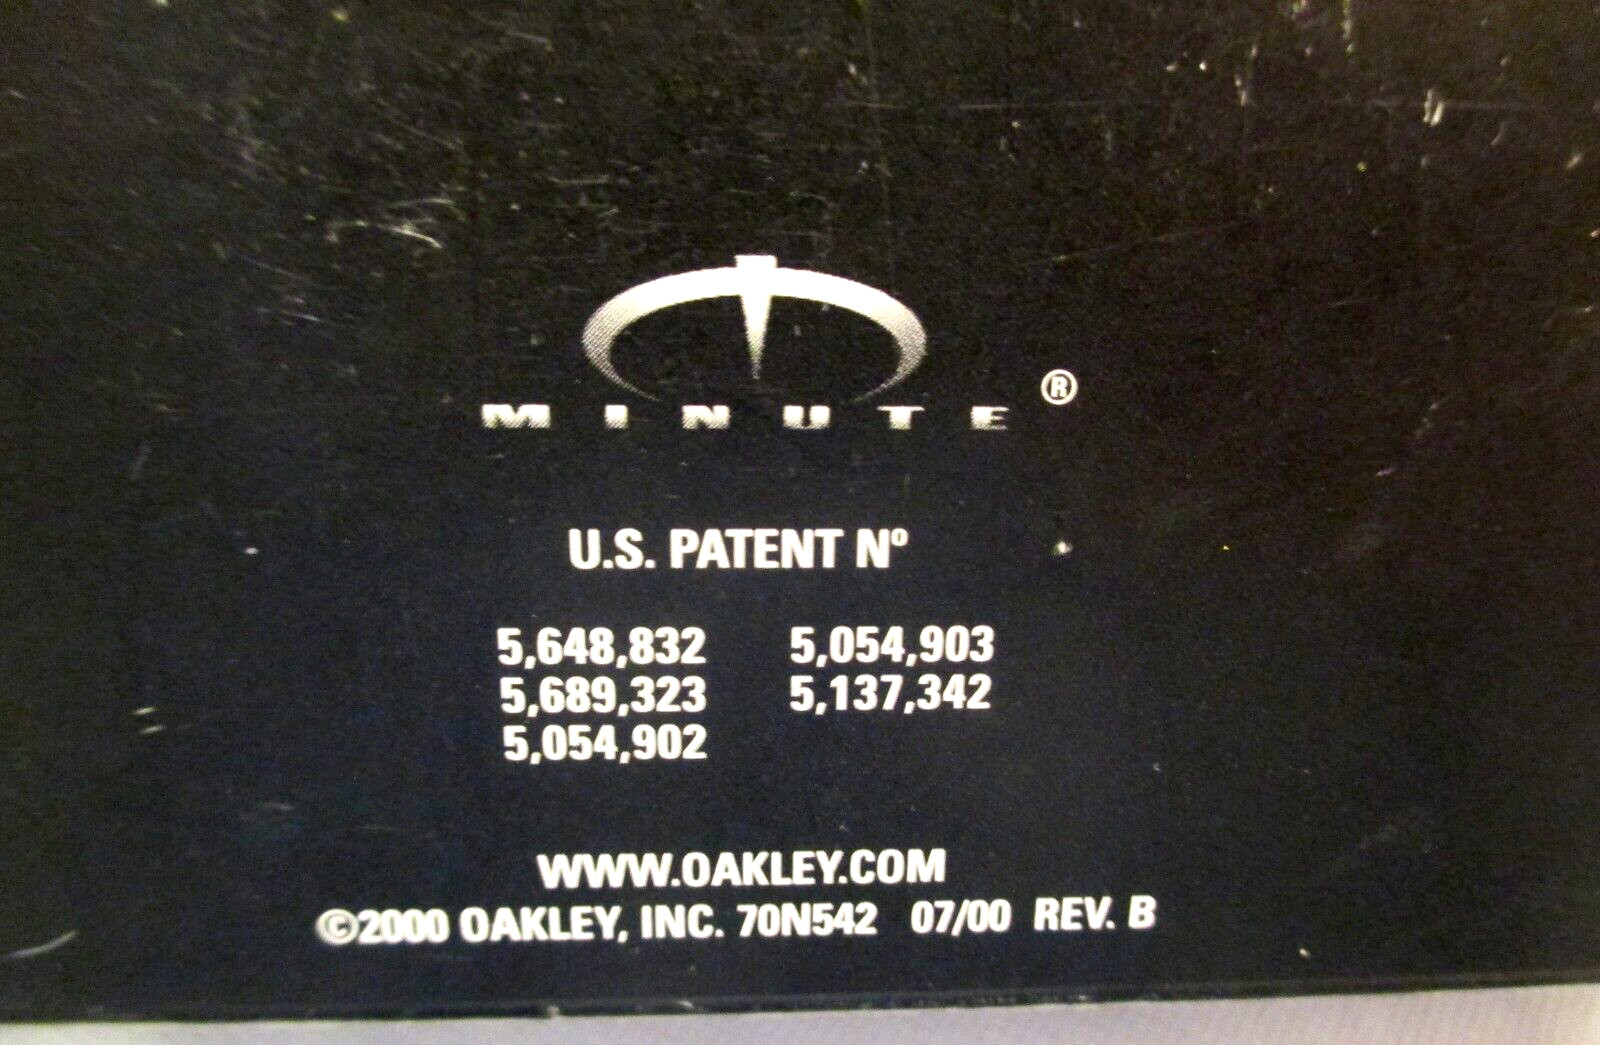 MINUTE ®
U.S. PATENT Nº
5,648,832 5,054,903
5,689,323 5,137,342
5,054,902
WWW.OAKLEY.COM
©2000 OAKLEY, INC. 70N542 07/00 REV. B